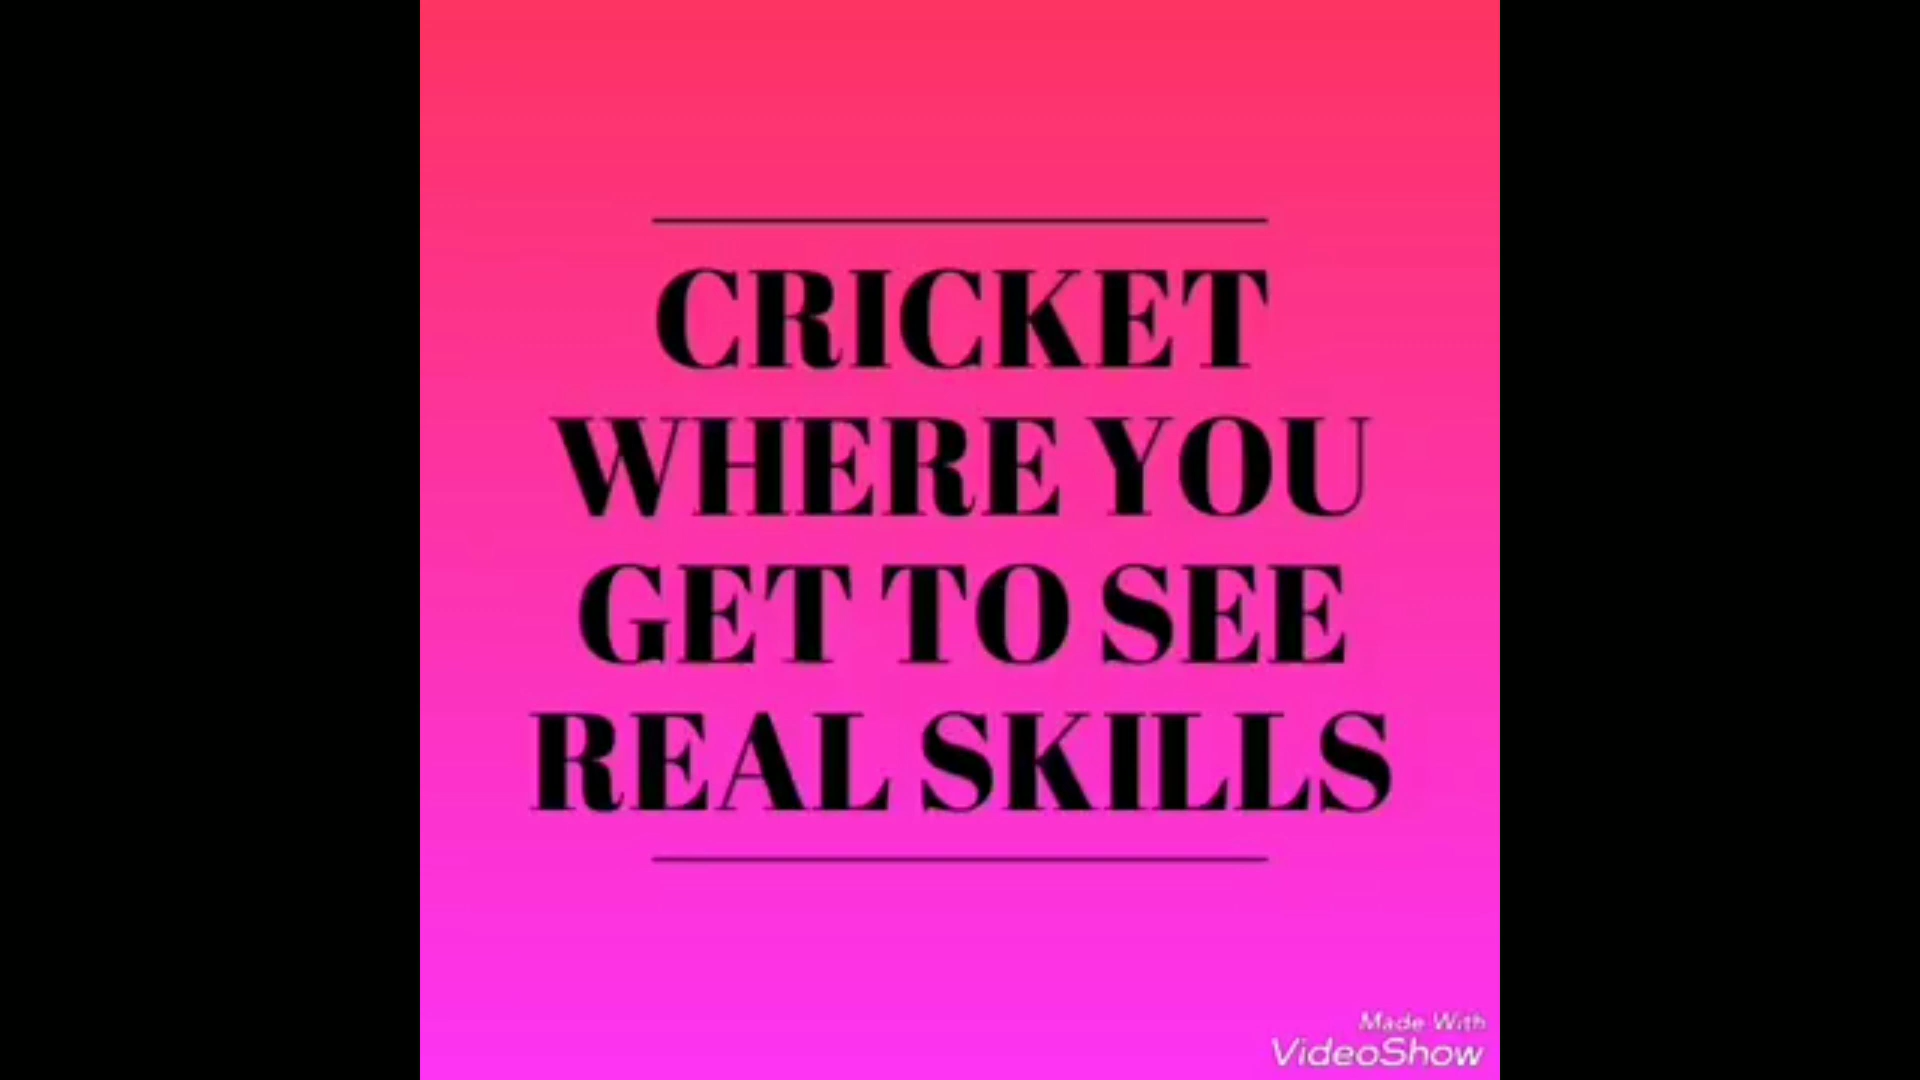 CRICKET
WHERE YOU
GET TO SEE
REAL SKILLS
Made With
VideoShow